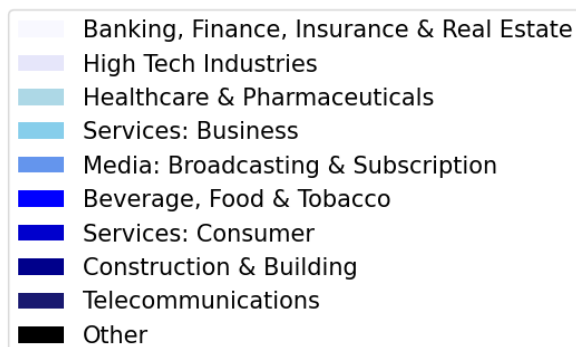 Banking, Finance, Insurance & Real Estate
High Tech Industries
Healthcare & Pharmaceuticals
Services: Business
Media: Broadcasting & Subscription
Beverage, Food & Tobacco
Services: Consumer
Construction & Building
Telecommunications
Other